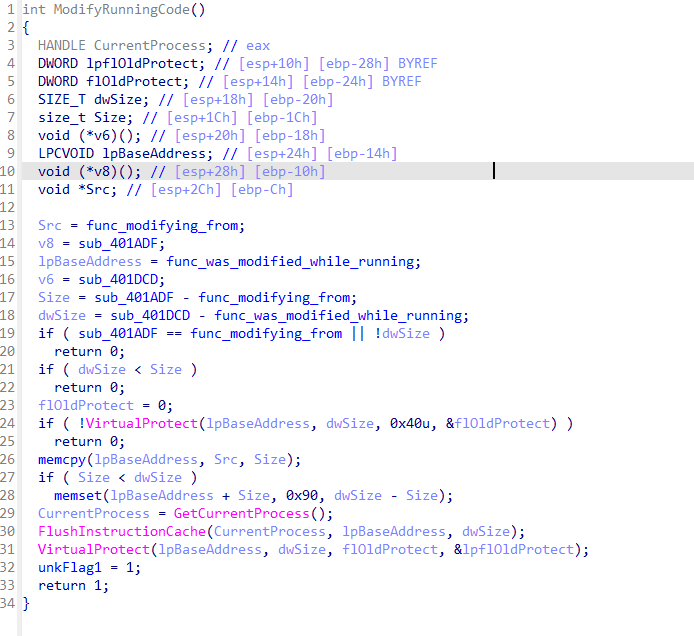 1 int ModifyRunningCode()
2 {
3   HANDLE CurrentProcess; // eax
4   DWORD lpflOldProtect; // [esp+10h] [ebp-28h] BYREF
5   DWORD flOldProtect; // [esp+14h] [ebp-24h] BYREF
6   SIZE_T dwSize; // [esp+18h] [ebp-20h]
7   size_t Size; // [esp+1Ch] [ebp-1Ch]
8   void (*v6)(); // [esp+20h] [ebp-18h]
9   LPCVOID lpBaseAddress; // [esp+24h] [ebp-14h]
10   void (*v8)(); // [esp+28h] [ebp-10h]
11   void *Src; // [esp+2Ch] [ebp-Ch]
12
13   Src = func_modifying_from;
14   v8 = sub_401ADF;
15   lpBaseAddress = func_was_modified_while_running;
16   v6 = sub_401DCD;
17   Size = sub_401ADF - func_modifying_from;
18   dwSize = sub_401DCD - func_was_modified_while_running;
19   if ( sub_401ADF == func_modifying_from || !dwSize )
20     return 0;
21   if ( dwSize < Size )
22     return 0;
23   flOldProtect = 0;
24   if ( !VirtualProtect(lpBaseAddress, dwSize, 0x40u, &flOldProtect) )
25     return 0;
26   memcpy(lpBaseAddress, Src, Size);
27   if ( Size < dwSize )
28     memset(lpBaseAddress + Size, 0x90, dwSize - Size);
29   CurrentProcess = GetCurrentProcess();
30   FlushInstructionCache(CurrentProcess, lpBaseAddress, dwSize);
31   VirtualProtect(lpBaseAddress, dwSize, flOldProtect, &lpflOldProtect);
32   unkFlag1 = 1;
33   return 1;
34 }